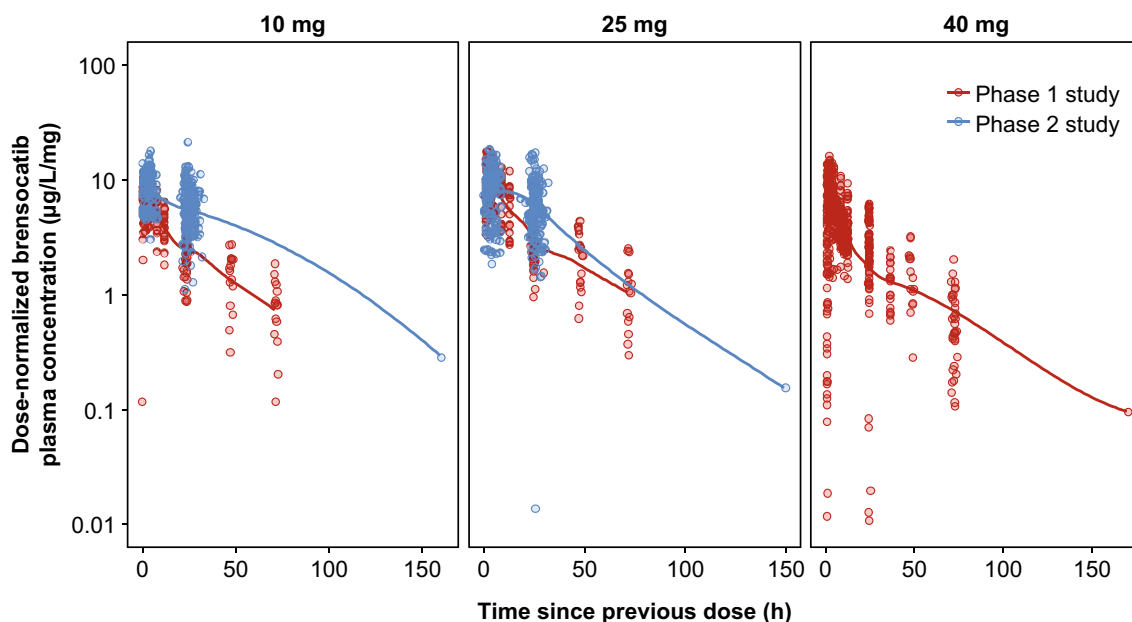 10 mg
25 mg
40 mg
Dose-normalized brensocatib
plasma concentration (µg/L/mg)
100
10
1
0.1
0.01
Phase 1 study
Phase 2 study
0 50 100 150
0 50 100 150
0 50 100 150
Time since previous dose (h)